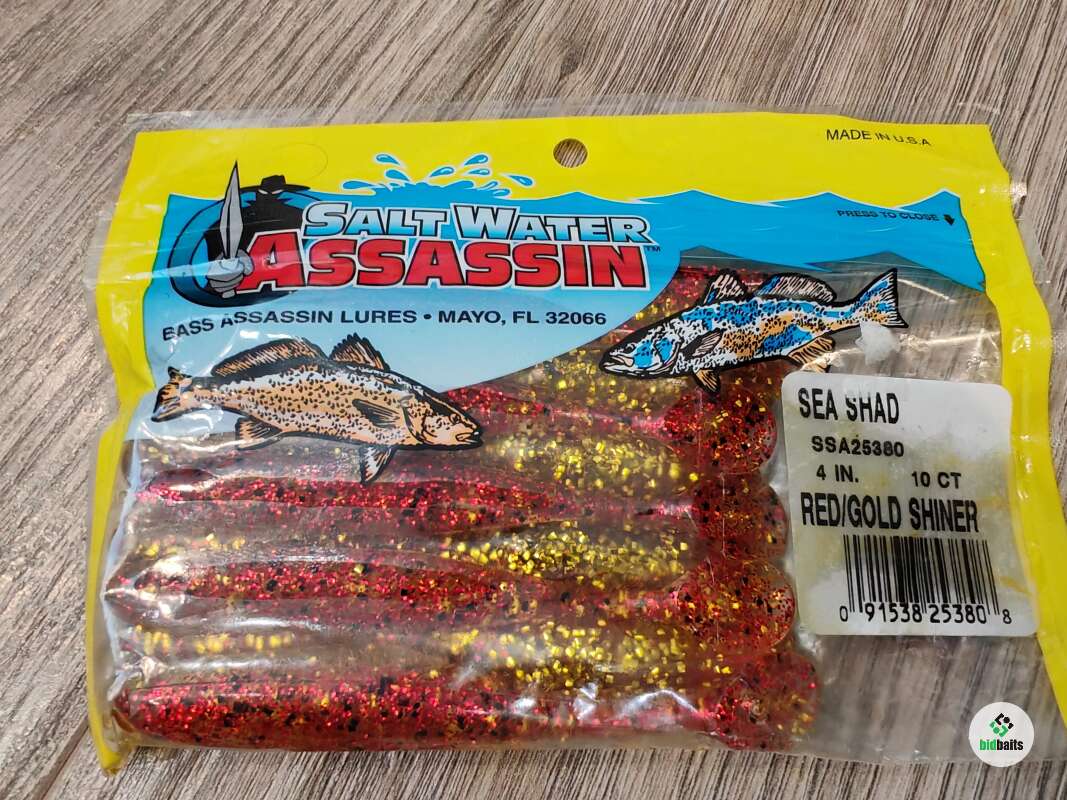 MADE IN U.S.A
PRESS TO CLOSE
SALT WATER
ASSASSIN™
BASS ASSASSIN LURES • MAYO, FL 32066
SEA SHAD
SSA25380
4 IN. 10 CT
RED/GOLD SHINER
0 91538 25380 8
bidbaits